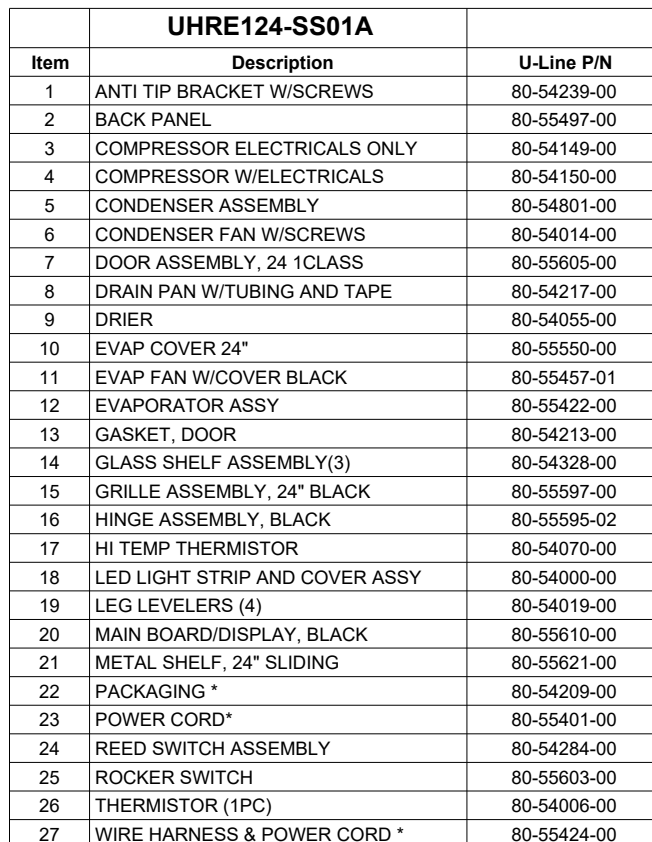 UHRE124-SS01A
Item Description U-Line P/N
1 ANTI TIP BRACKET W/SCREWS 80-54239-00
2 BACK PANEL 80-55497-00
3 COMPRESSOR ELECTRICALS ONLY 80-54149-00
4 COMPRESSOR W/ELECTRICALS 80-54150-00
5 CONDENSER ASSEMBLY 80-54801-00
6 CONDENSER FAN W/SCREWS 80-54014-00
7 DOOR ASSEMBLY, 24 1CLASS 80-55605-00
8 DRAIN PAN W/TUBING AND TAPE 80-54217-00
9 DRIER 80-54055-00
10 EVAP COVER 24" 80-55550-00
11 EVAP FAN W/COVER BLACK 80-55457-01
12 EVAPORATOR ASSY 80-55422-00
13 GASKET, DOOR 80-54213-00
14 GLASS SHELF ASSEMBLY(3) 80-54328-00
15 GRILLE ASSEMBLY, 24" BLACK 80-55597-00
16 HINGE ASSEMBLY, BLACK 80-55595-02
17 HI TEMP THERMISTOR 80-54070-00
18 LED LIGHT STRIP AND COVER ASSY 80-54000-00
19 LEG LEVELERS (4) 80-54019-00
20 MAIN BOARD/DISPLAY, BLACK 80-55610-00
21 METAL SHELF, 24" SLIDING 80-55621-00
22 PACKAGING * 80-54209-00
23 POWER CORD* 80-55401-00
24 REED SWITCH ASSEMBLY 80-54284-00
25 ROCKER SWITCH 80-55603-00
26 THERMISTOR (1PC) 80-54006-00
27 WIRE HARNESS & POWER CORD * 80-55424-00